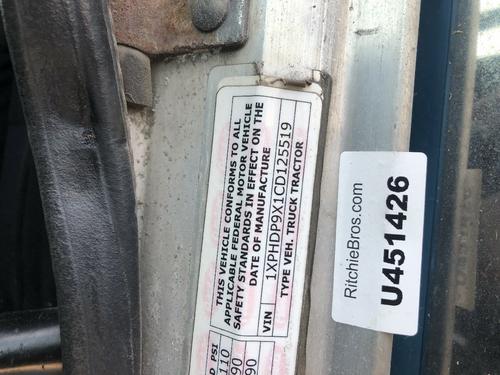 THIS VEHICLE CONFORMS TO ALL
APPLICABLE FEDERAL MOTOR VEHICLE
SAFETY STANDARDS IN EFFECT ON THE
DATE OF MANUFACTURE
VIN 1XPHDP9X1CD125519
TYPE VEH. TRUCK TRACTOR
D PSI
110
90
90
RitchieBros.com
U451426